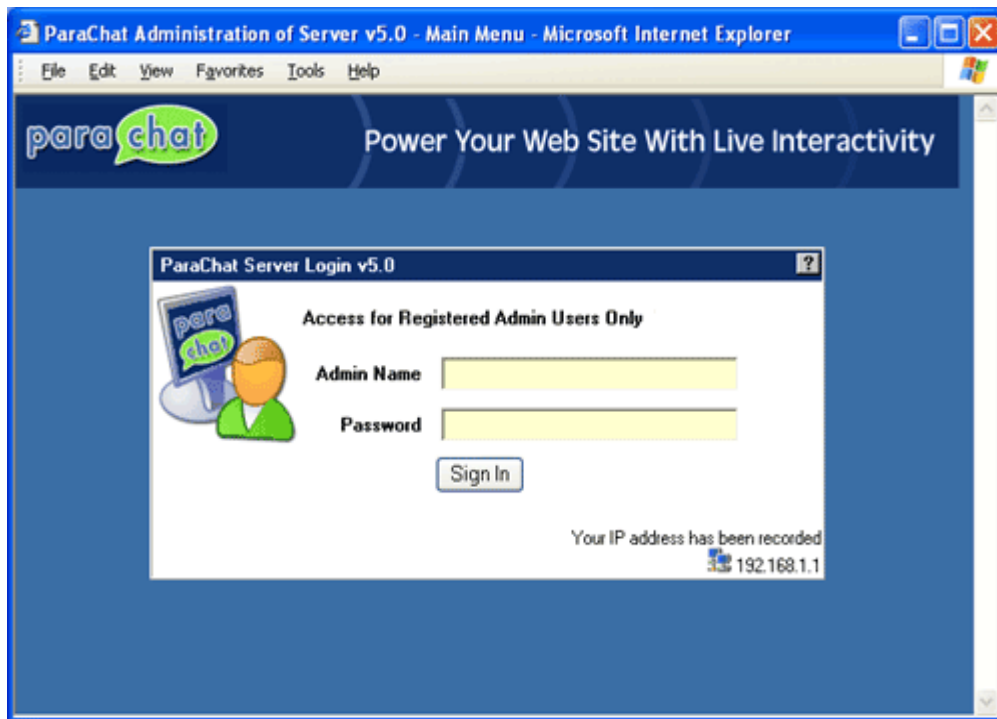 ParaChat Administration of Server v5.0 - Main Menu - Microsoft Internet Explorer
File Edit View Favorites Tools Help
para chat Power Your Web Site With Live Interactivity
ParaChat Server Login v5.0 ?
para
chat
Access for Registered Admin Users Only
Admin Name
Password
Sign In
Your IP address has been recorded
192.168.1.1